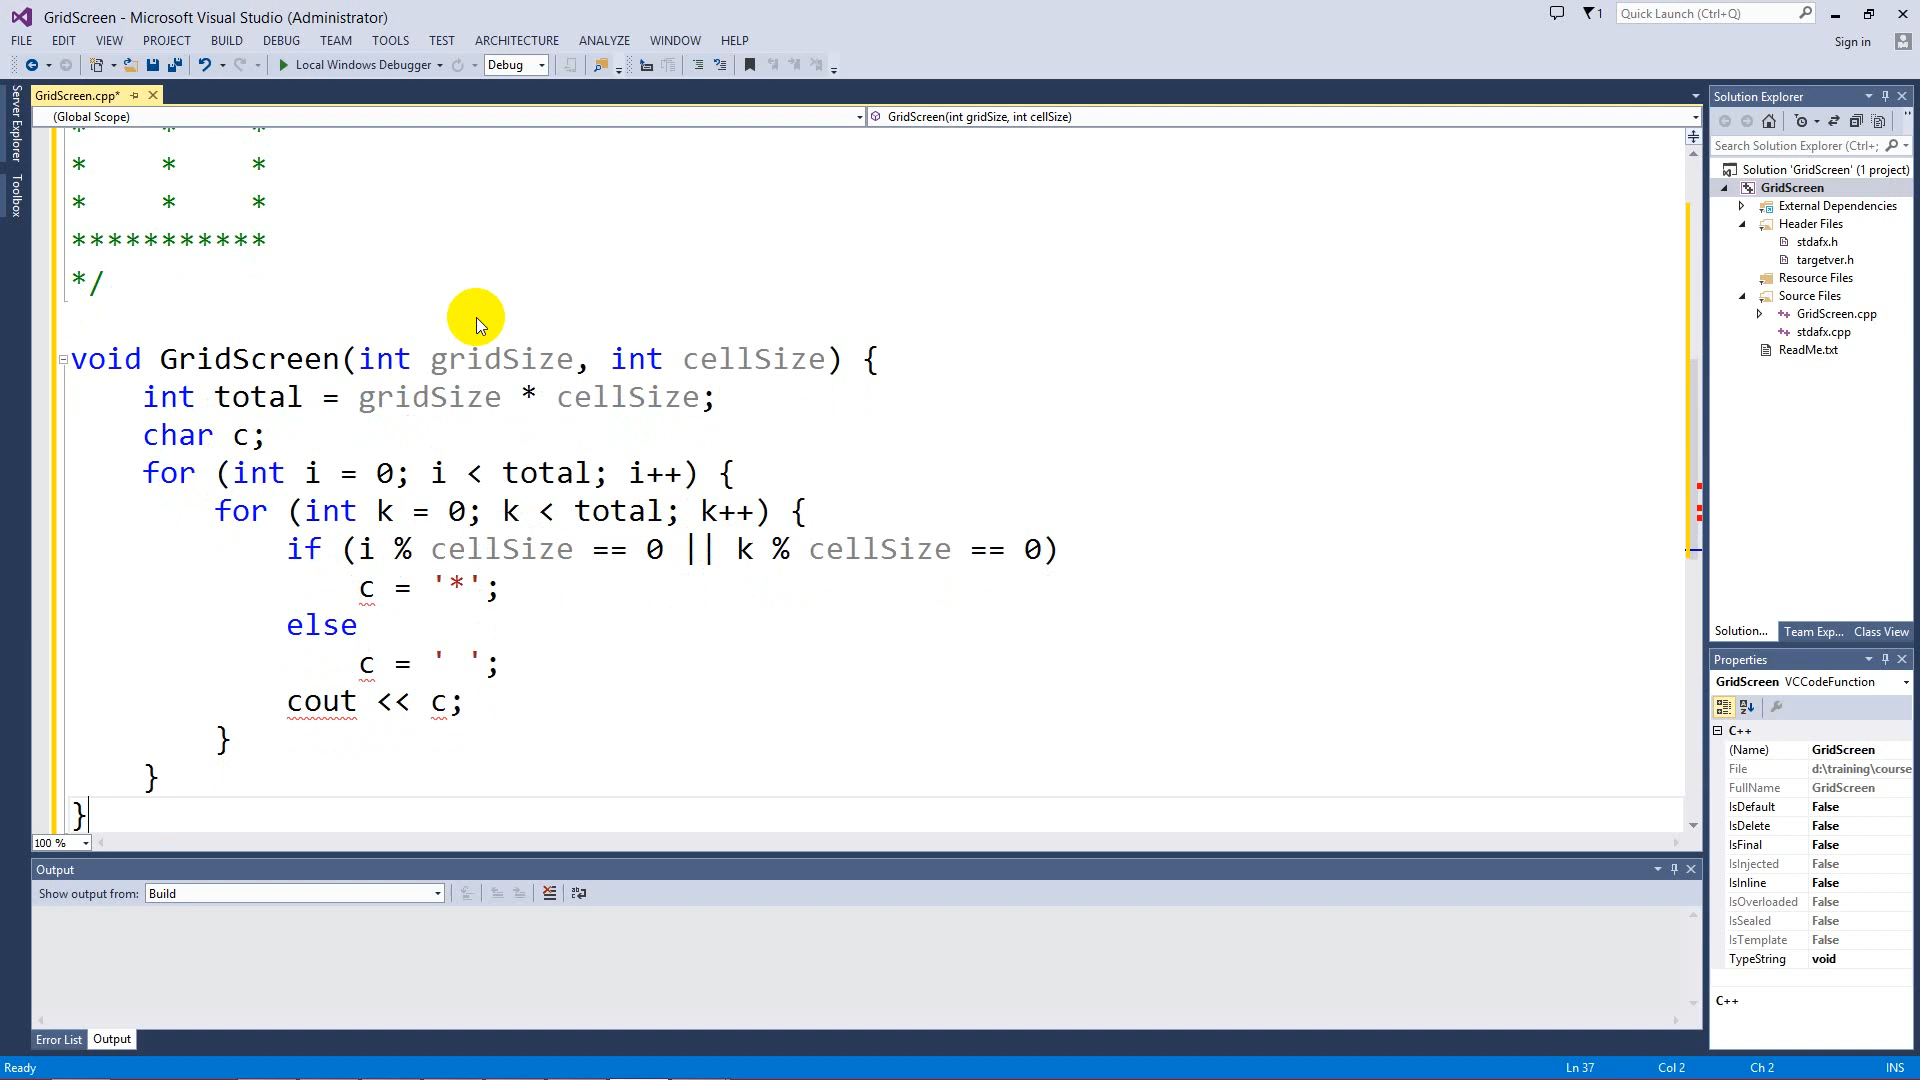 GridScreen - Microsoft Visual Studio (Administrator)
1
Quick Launch (Ctrl+Q)
FILE EDIT VIEW PROJECT BUILD DEBUG TEAM TOOLS TEST ARCHITECTURE ANALYZE WINDOW HELP
Sign in
Local Windows Debugger
Debug
Server Explorer
Toolbox
GridScreen.cpp*
(Global Scope)
GridScreen(int gridSize, int cellSize)
* * *
* * *
* * *
***********
*/
void GridScreen(int gridSize, int cellSize) {
int total = gridSize * cellSize;
char c;
for (int i = 0; i < total; i++) {
for (int k = 0; k < total; k++) {
if (i % cellSize == 0 || k % cellSize == 0)
c = '*';
else
c = ' ';
cout << c;
}
}
}
100 %
Output
Show output from: Build
Error List Output
Solution Explorer
Search Solution Explorer (Ctrl+;
Solution 'GridScreen' (1 project)
GridScreen
External Dependencies
Header Files
stdafx.h
targetver.h
Resource Files
Source Files
GridScreen.cpp
stdafx.cpp
ReadMe.txt
Solution... Team Exp... Class View
Properties
GridScreen VCCodeFunction
C++
(Name) GridScreen
File d:\training\course
FullName GridScreen
IsDefault False
IsDelete False
IsFinal False
IsInjected False
IsInline False
IsOverloaded False
IsSealed False
IsTemplate False
TypeString void
C++
Ready
Ln 37 Col 2 Ch 2 INS